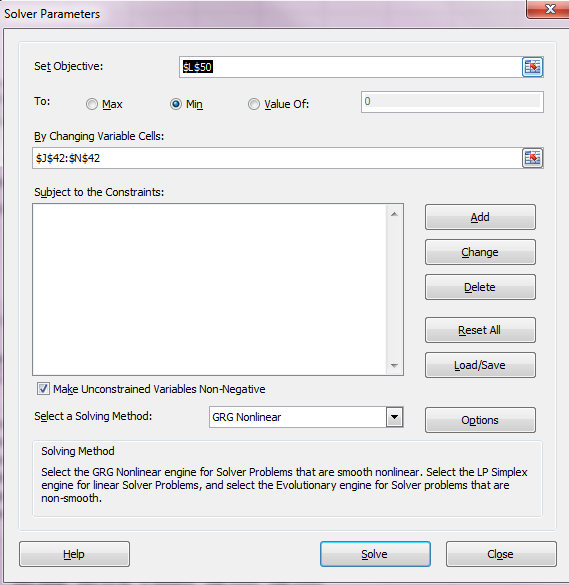 Solver Parameters
Set Objective: $L$50
To: Max Min Value Of: 0
By Changing Variable Cells:
$J$42:$N$42
Subject to the Constraints:
Add
Change
Delete
Reset All
Load/Save
Make Unconstrained Variables Non-Negative
Select a Solving Method: GRG Nonlinear Options
Solving Method
Select the GRG Nonlinear engine for Solver Problems that are smooth nonlinear. Select the LP Simplex
engine for linear Solver Problems, and select the Evolutionary engine for Solver problems that are
non-smooth.
Help Solve Close